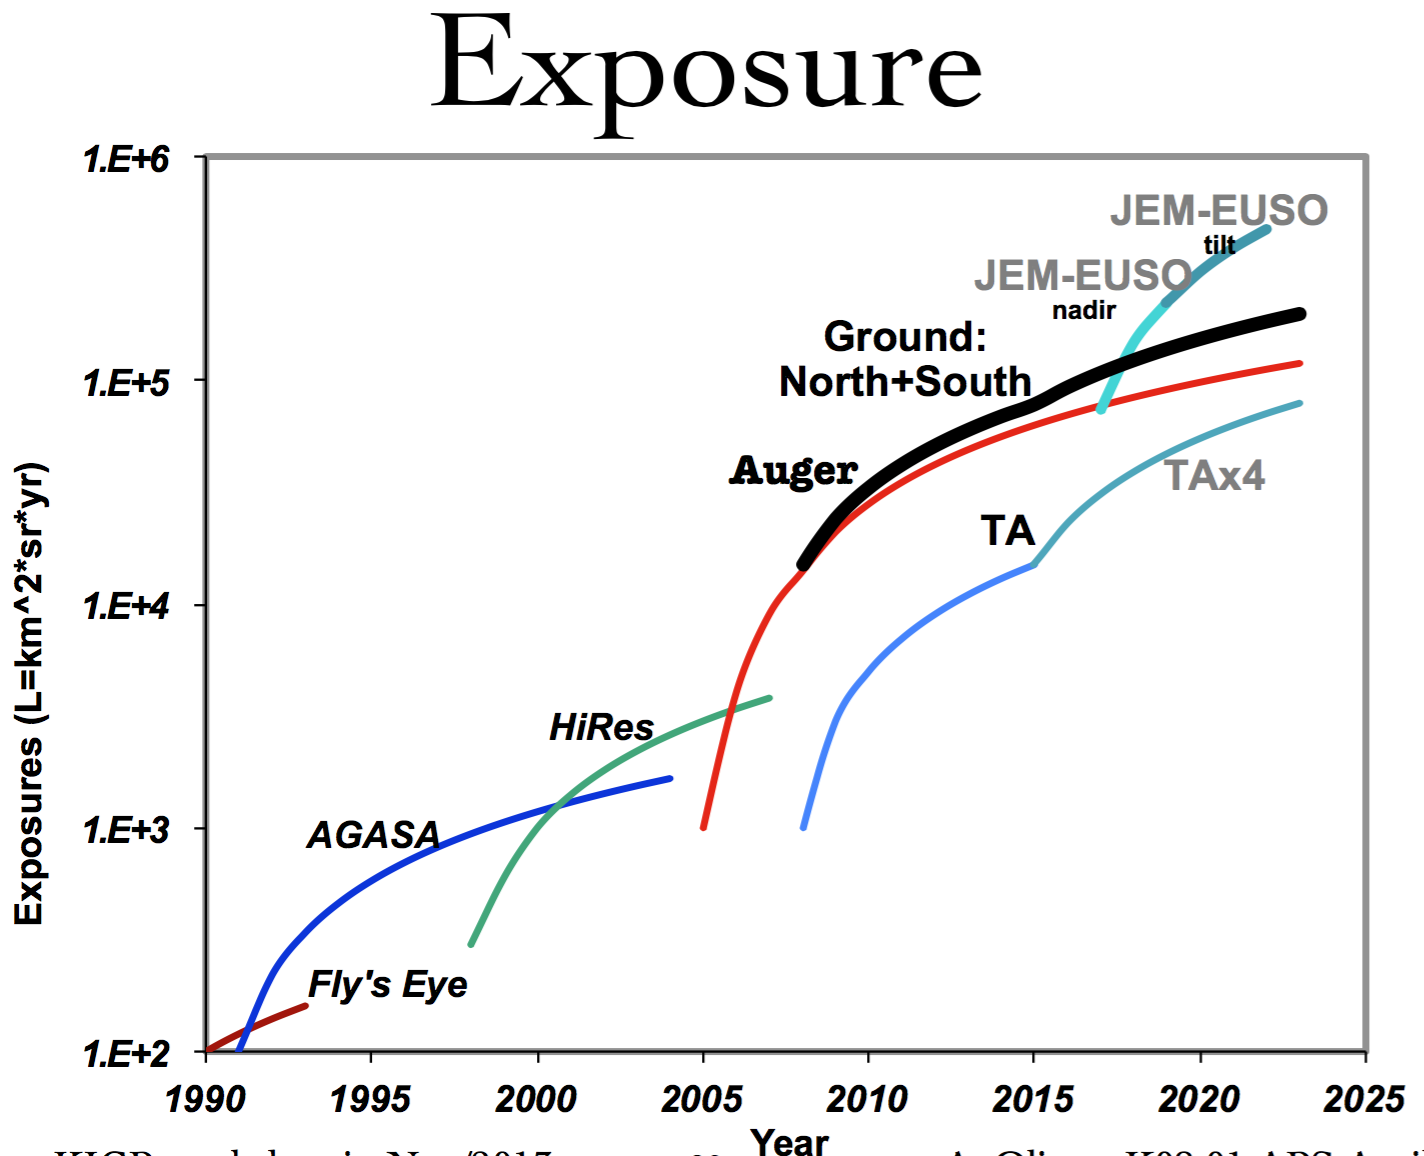 Exposure
1.E+6
JEM-EUSO
tilt
JEM-EUSO
nadir
Ground:
North+South
1.E+5
Auger
TAx4
TA
1.E+4
HiRes
AGASA
1.E+3
Fly's Eye
1.E+2
Exposures (L=km^2*sr*yr)
1990 1995 2000 2005 2010 2015 2020 2025
Year